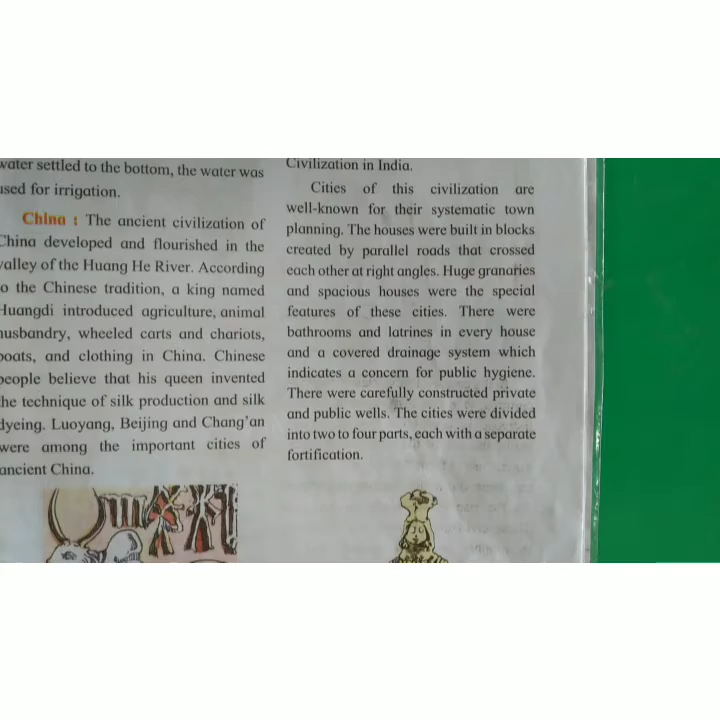 water settled to the bottom, the water was
used for irrigation.
China : The ancient civilization of
China developed and flourished in the
valley of the Huang He River. According
to the Chinese tradition, a king named
Huangdi introduced agriculture, animal
husbandry, wheeled carts and chariots,
boats, and clothing in China. Chinese
people believe that his queen invented
the technique of silk production and silk
dyeing. Luoyang, Beijing and Chang'an
were among the important cities of
ancient China.
Civilization in India.
Cities of this civilization are
well-known for their systematic town
planning. The houses were built in blocks
created by parallel roads that crossed
each other at right angles. Huge granaries
and spacious houses were the special
features of these cities. There were
bathrooms and latrines in every house
and a covered drainage system which
indicates a concern for public hygiene.
There were carefully constructed private
and public wells. The cities were divided
into two to four parts, each with a separate
fortification.